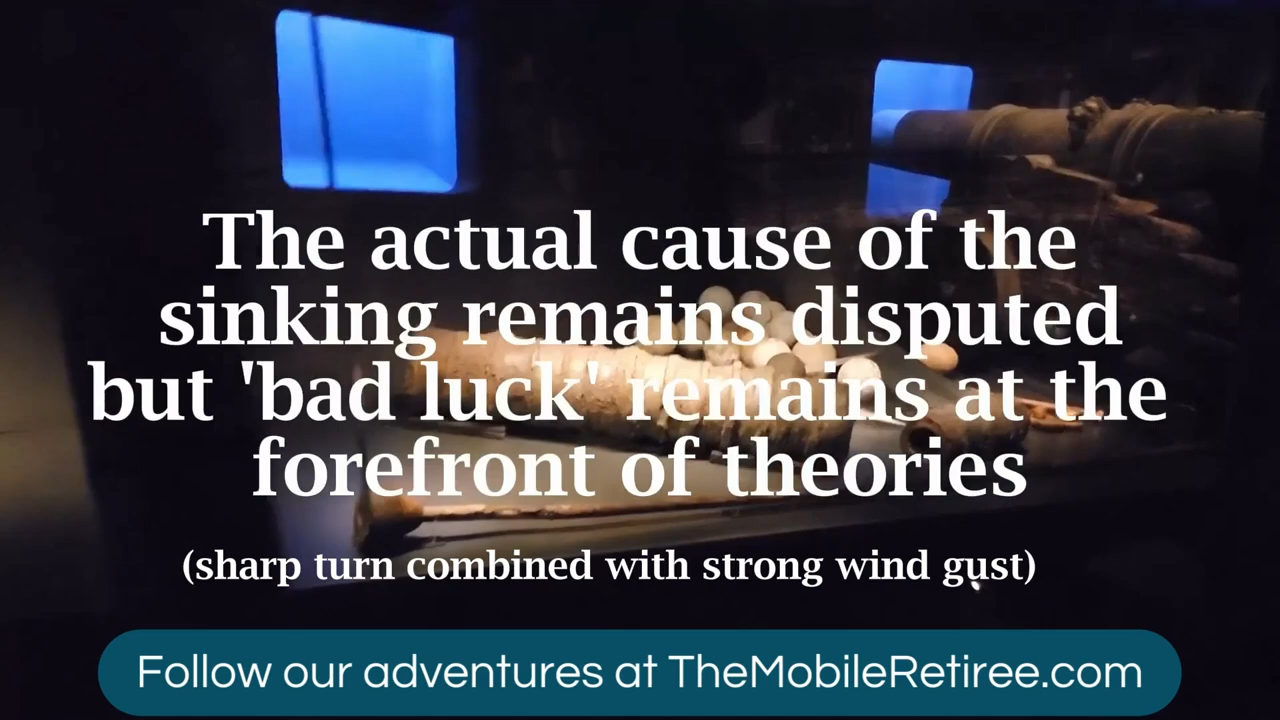 The actual cause of the
sinking remains disputed
but 'bad luck' remains at the
forefront of theories
(sharp turn combined with strong wind gust)
Follow our adventures at TheMobileRetiree.com